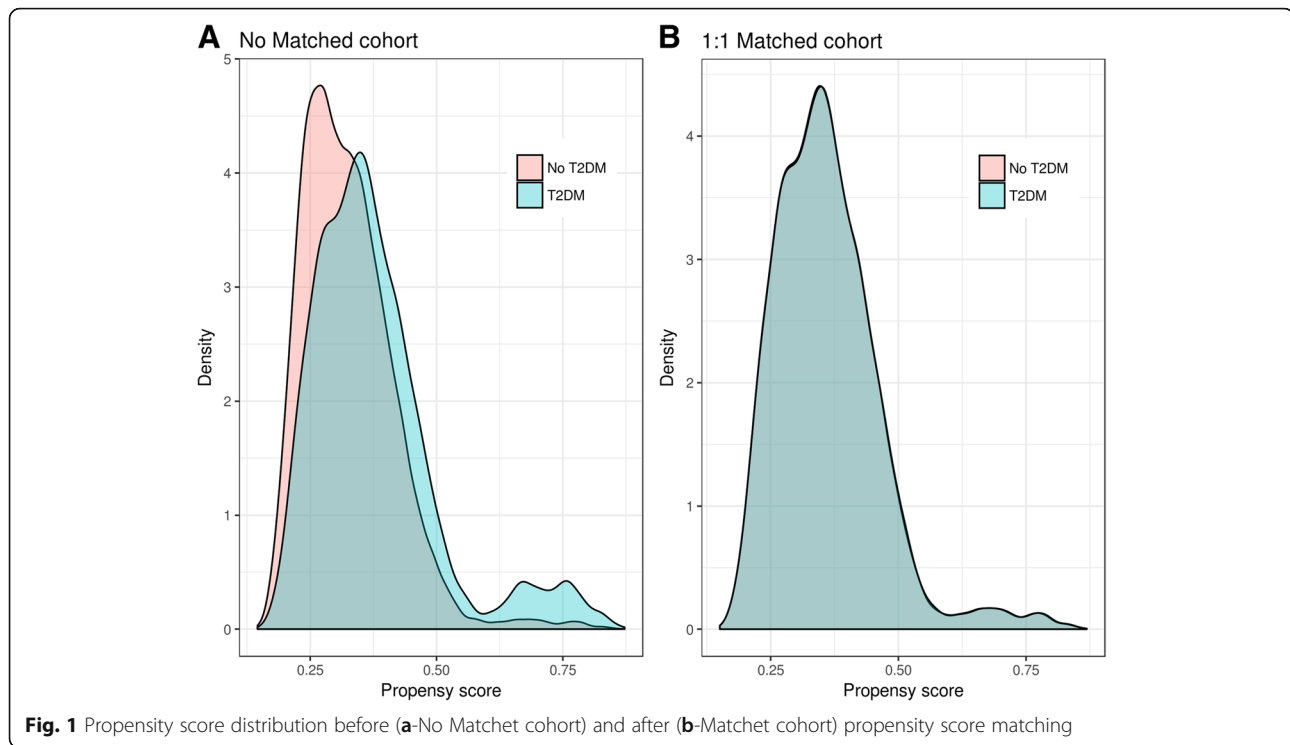 A No Matched cohort
5
4
3
2
1
0
Density
No T2DM
T2DM
0.25 0.50 0.75
Propensy score
B 1:1 Matched cohort
4
3
2
1
0
Density
No T2DM
T2DM
0.25 0.50 0.75
Propensy score
Fig. 1 Propensity score distribution before (a-No Matchet cohort) and after (b-Matchet cohort) propensity score matching